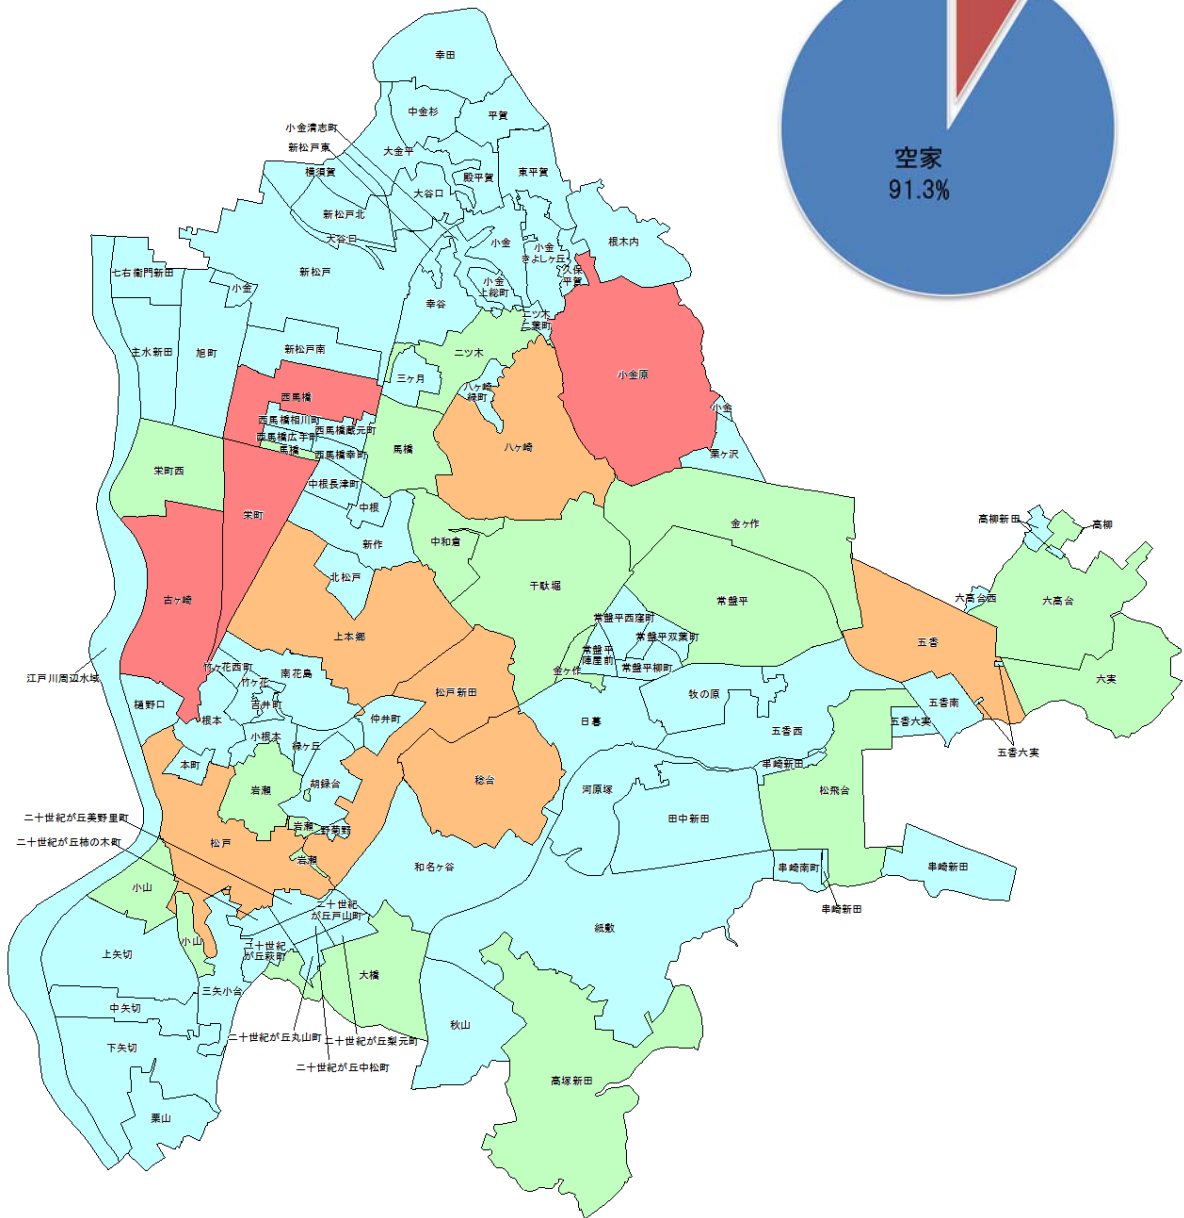 幸田
空家
91.3%
中金杉
平賀
小金清志町
新松戸東
大金平
横須賀
殿平賀
東平賀
大谷口
新松戸北
大谷口
小金
小金
きよしヶ丘
根木内
七右衛門新田
新松戸
久保
平賀
小金
小金
上総町
幸谷
二ツ木
二葉町
主水新田
旭町
新松戸南
二ツ木
三ヶ月
八ヶ崎
緑町
小金原
西馬橋
小金
西馬橋相川町
西馬橋蔵元町
西馬橋広手町
馬橋
西馬橋幸町
馬橋
八ヶ崎
栗ヶ沢
栄町西
中根長津町
中根
栄町
金ヶ作
高柳新田
高柳
新作
中和倉
北松戸
千駄堀
常盤平
六高台西
六高台
古ヶ崎
上本郷
常盤平西窪町
常盤平双葉町
五香
常盤平
陣屋前
常盤平柳町
金ヶ作
竹ヶ花西町
江戸川周辺水域
竹ヶ花
南花島
松戸新田
牧の原
六実
樋野口
吉井町
根本
仲井町
日暮
五香南
五香六実
五香西
小根本
緑ヶ丘
五香六実
本町
串崎新田
岩瀬
胡録台
稔台
河原塚
松飛台
田中新田
二十世紀が丘美野里町
岩瀬
野菊野
二十世紀が丘柿の木町
松戸
岩瀬
和名ヶ谷
串崎南町
串崎新田
小山
串崎新田
二十世紀
が丘戸山町
紙敷
小山
二十世紀
が丘萩町
上矢切
大橋
三矢小台
中矢切
秋山
二十世紀が丘丸山町
二十世紀が丘梨元町
下矢切
二十世紀が丘中松町
高塚新田
栗山